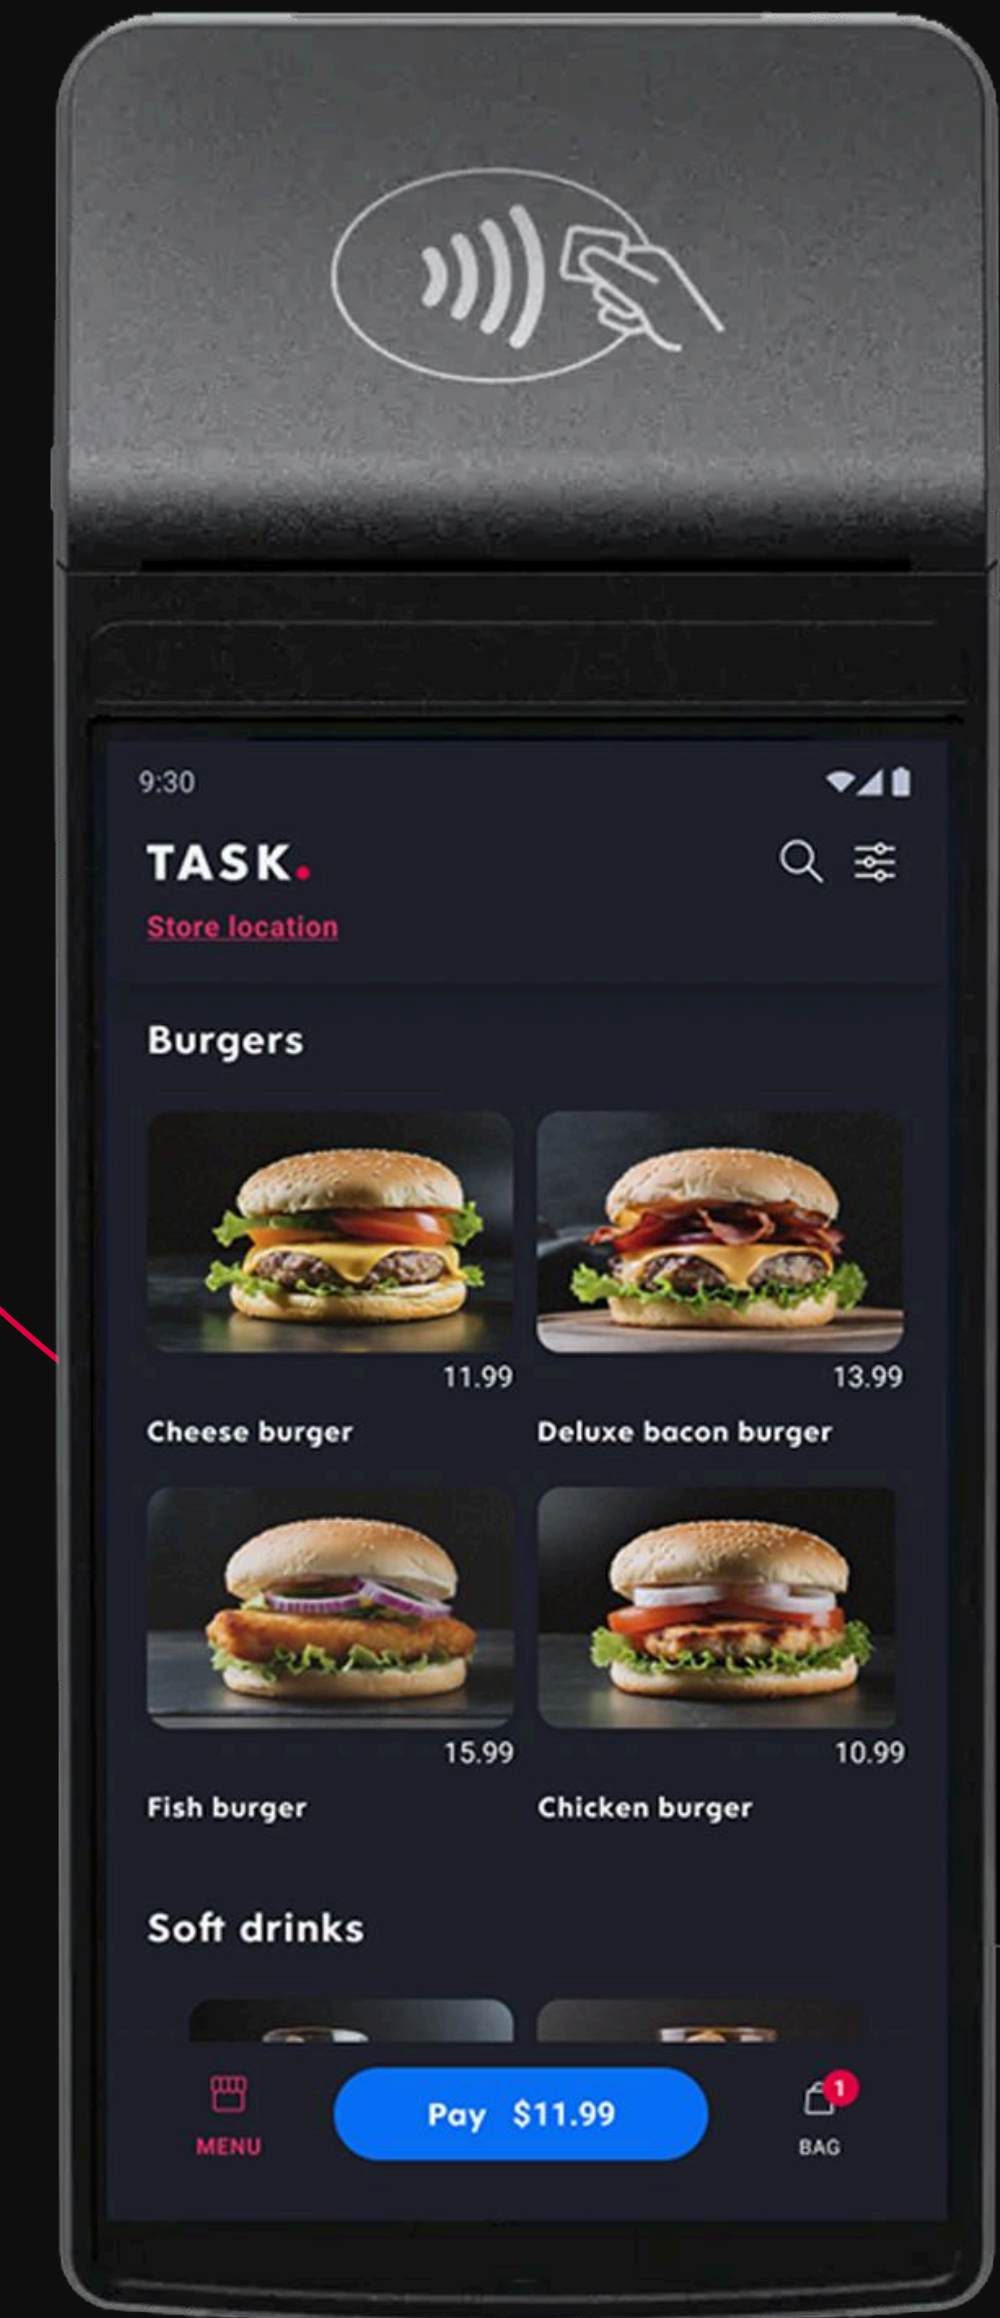 9:30
TASK.
Store location
Burgers
11.99
13.99
Cheese burger
Deluxe bacon burger
15.99
10.99
Fish burger
Chicken burger
Soft drinks
MENU
Pay $11.99
1
BAG